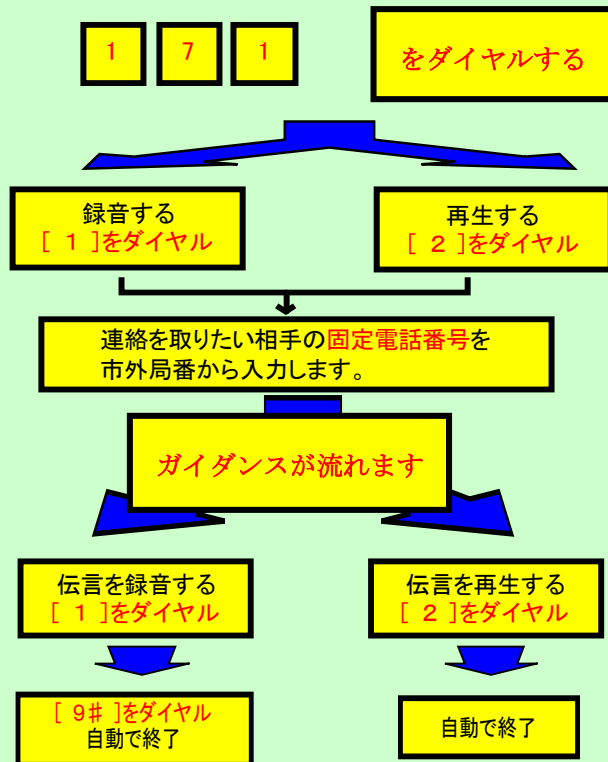 1 7 1 をダイヤルする
録音する
[ 1 ]をダイヤル
再生する
[ 2 ]をダイヤル
連絡を取りたい相手の固定電話番号を
市外局番から入力します。
ガイダンスが流れます
伝言を録音する
[ 1 ]をダイヤル
伝言を再生する
[ 2 ]をダイヤル
[ 9# ]をダイヤル
自動で終了
自動で終了